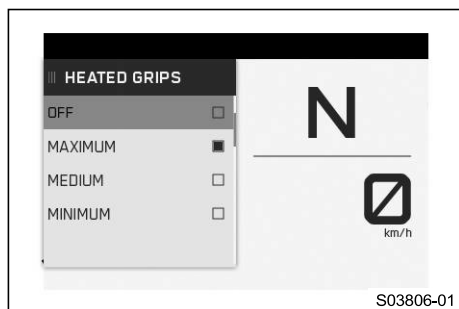 HEATED GRIPS
OFF
MAXIMUM
MEDIUM
MINIMUM
N
0
km/h
S03806-01